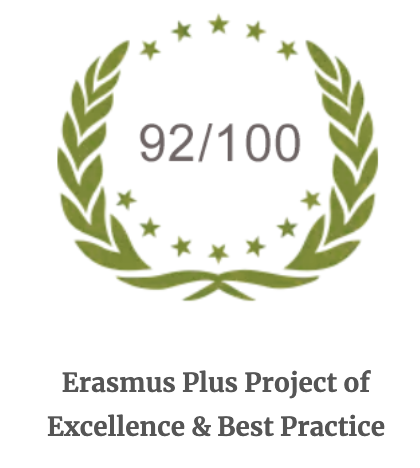 92/100
Erasmus Plus Project of
Excellence & Best Practice